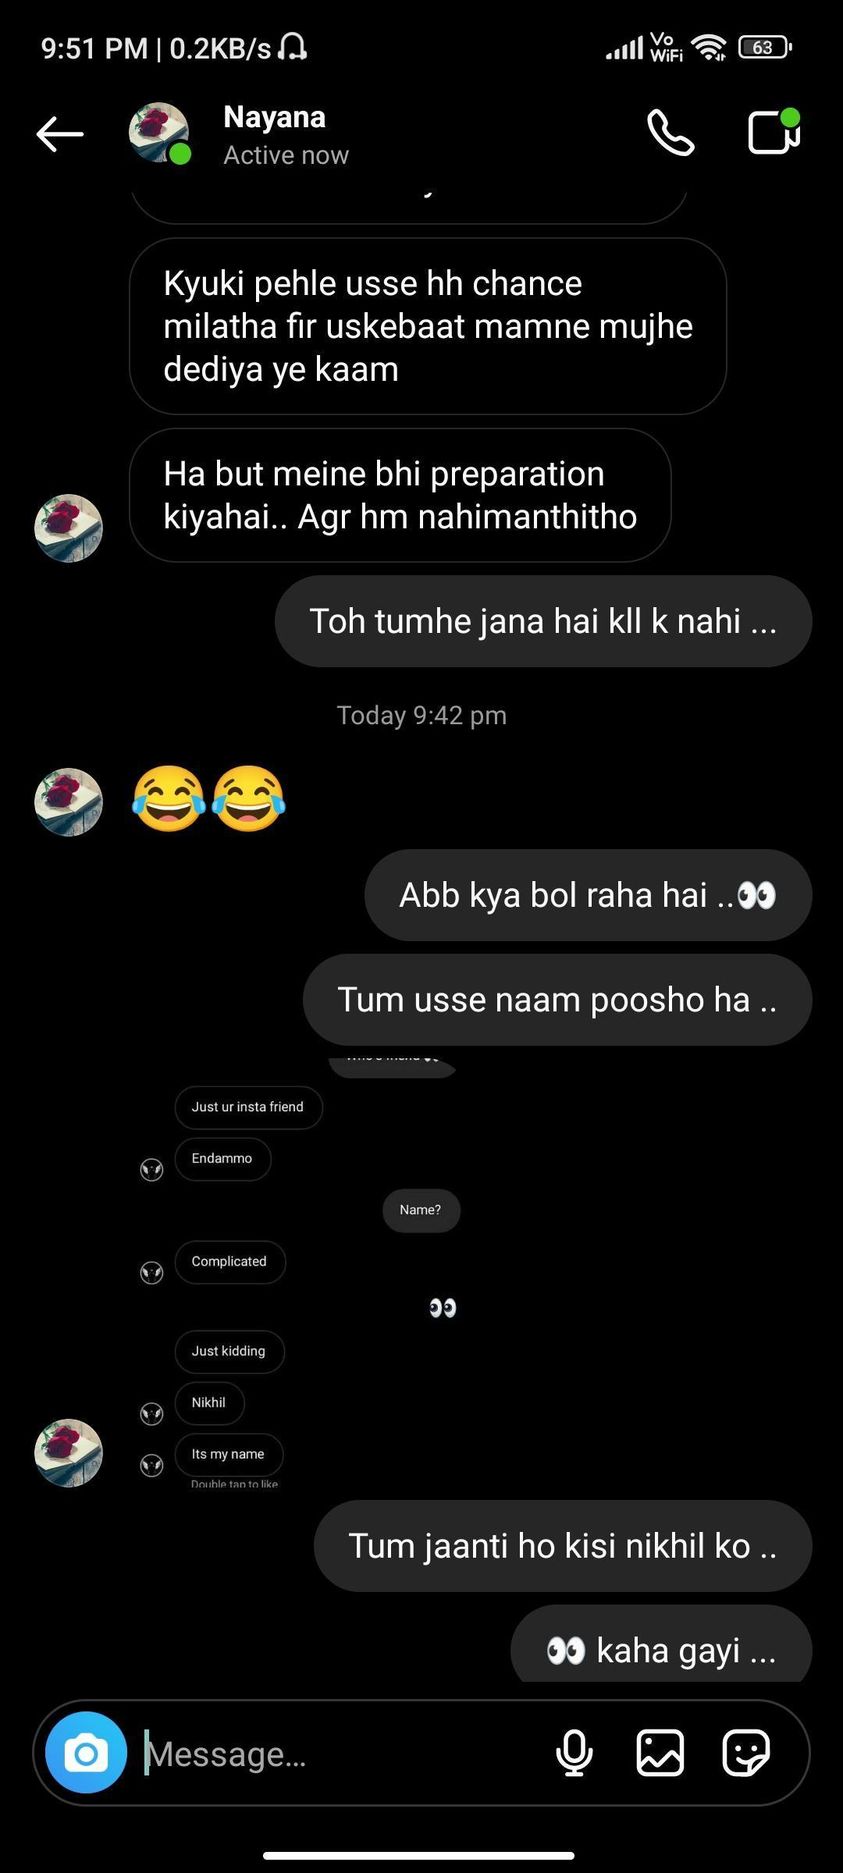 9:51 PM | 0.2KB/s
Vo
WiFi
63
Nayana
Active now
Kyuki pehle usse hh chance
milatha fir uskebaat mamne mujhe
dediya ye kaam
Ha but meine bhi preparation
kiyahai.. Agr hm nahimanthitho
Toh tumhe jana hai kll k nahi ...
Today 9:42 pm
😂😂
Abb kya bol raha hai ..👀
Tum usse naam poosho ha ..
Just ur insta friend
Endammo
Name?
Complicated
👀
Just kidding
Nikhil
Its my name
Double tap to like
Tum jaanti ho kisi nikhil ko ..
👀 kaha gayi ...
Message...